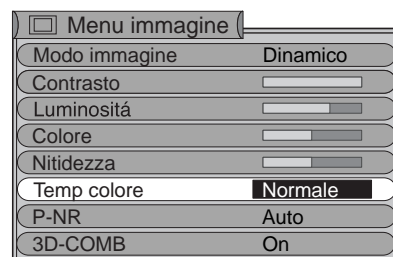 Menu immagine
Modo immagine Dinamico
Contrasto
Luminositá
Colore
Nitidezza
Temp colore Normale
P-NR Auto
3D-COMB On